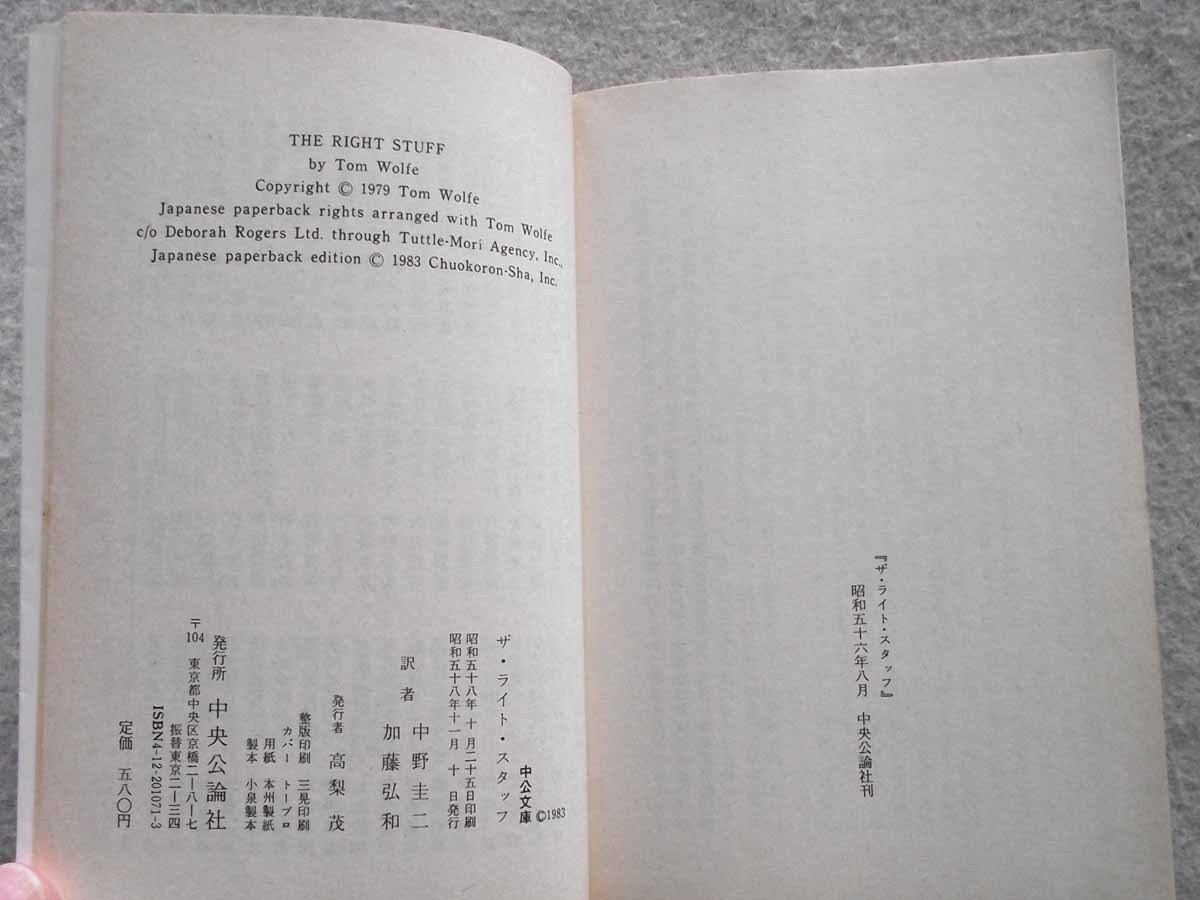 『ザ・ライト・スタッフ』
昭和五十六年八月 中央公論社刊
THE RIGHT STUFF
by Tom Wolfe
Copyright © 1979 Tom Wolfe
Japanese paperback rights arranged with Tom Wolfe
c/o Deborah Rogers Ltd. through Tuttle-Mori Agency, Inc.,
Japanese paperback edition © 1983 Chuokoron-Sha, Inc.
中公文庫 ©1983
ザ・ライト・スタッフ
昭和五十八年十月二十五日印刷
昭和五十八年十一月十日発行
訳者 中野圭二
加藤弘和
発行者 高梨茂
整版印刷 三晃印刷
カバー トープロ
用紙 本州製紙
製本 小泉製本
発行所 中央公論社
〒104 東京都中央区京橋二—八—七
振替東京二—三四
ISBN4-12-201071-3
定価 五八〇円